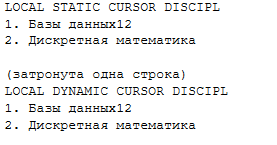 LOCAL STATIC CURSOR DISCIPL
1. Базы данных12
2. Дискретная математика

(затронута одна строка)
LOCAL DYNAMIC CURSOR DISCIPL
1. Базы данных12
2. Дискретная математика